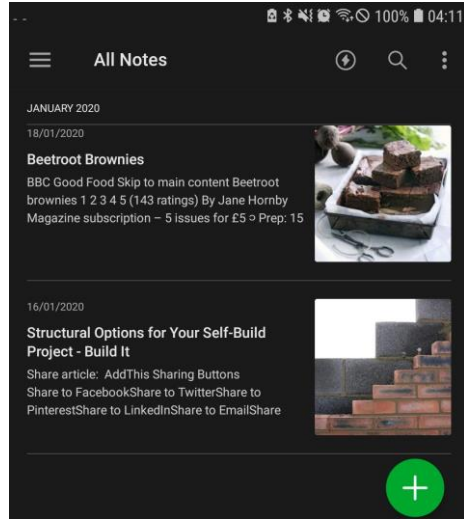 100% 04:11
All Notes
JANUARY 2020
18/01/2020
Beetroot Brownies
BBC Good Food Skip to main content Beetroot
brownies 1 2 3 4 5 (143 ratings) By Jane Hornby
Magazine subscription – 5 issues for £5 ○ Prep: 15
16/01/2020
Structural Options for Your Self-Build
Project - Build It
Share article: AddThis Sharing Buttons
Share to FacebookShare to TwitterShare to
PinterestShare to LinkedInShare to EmailShare